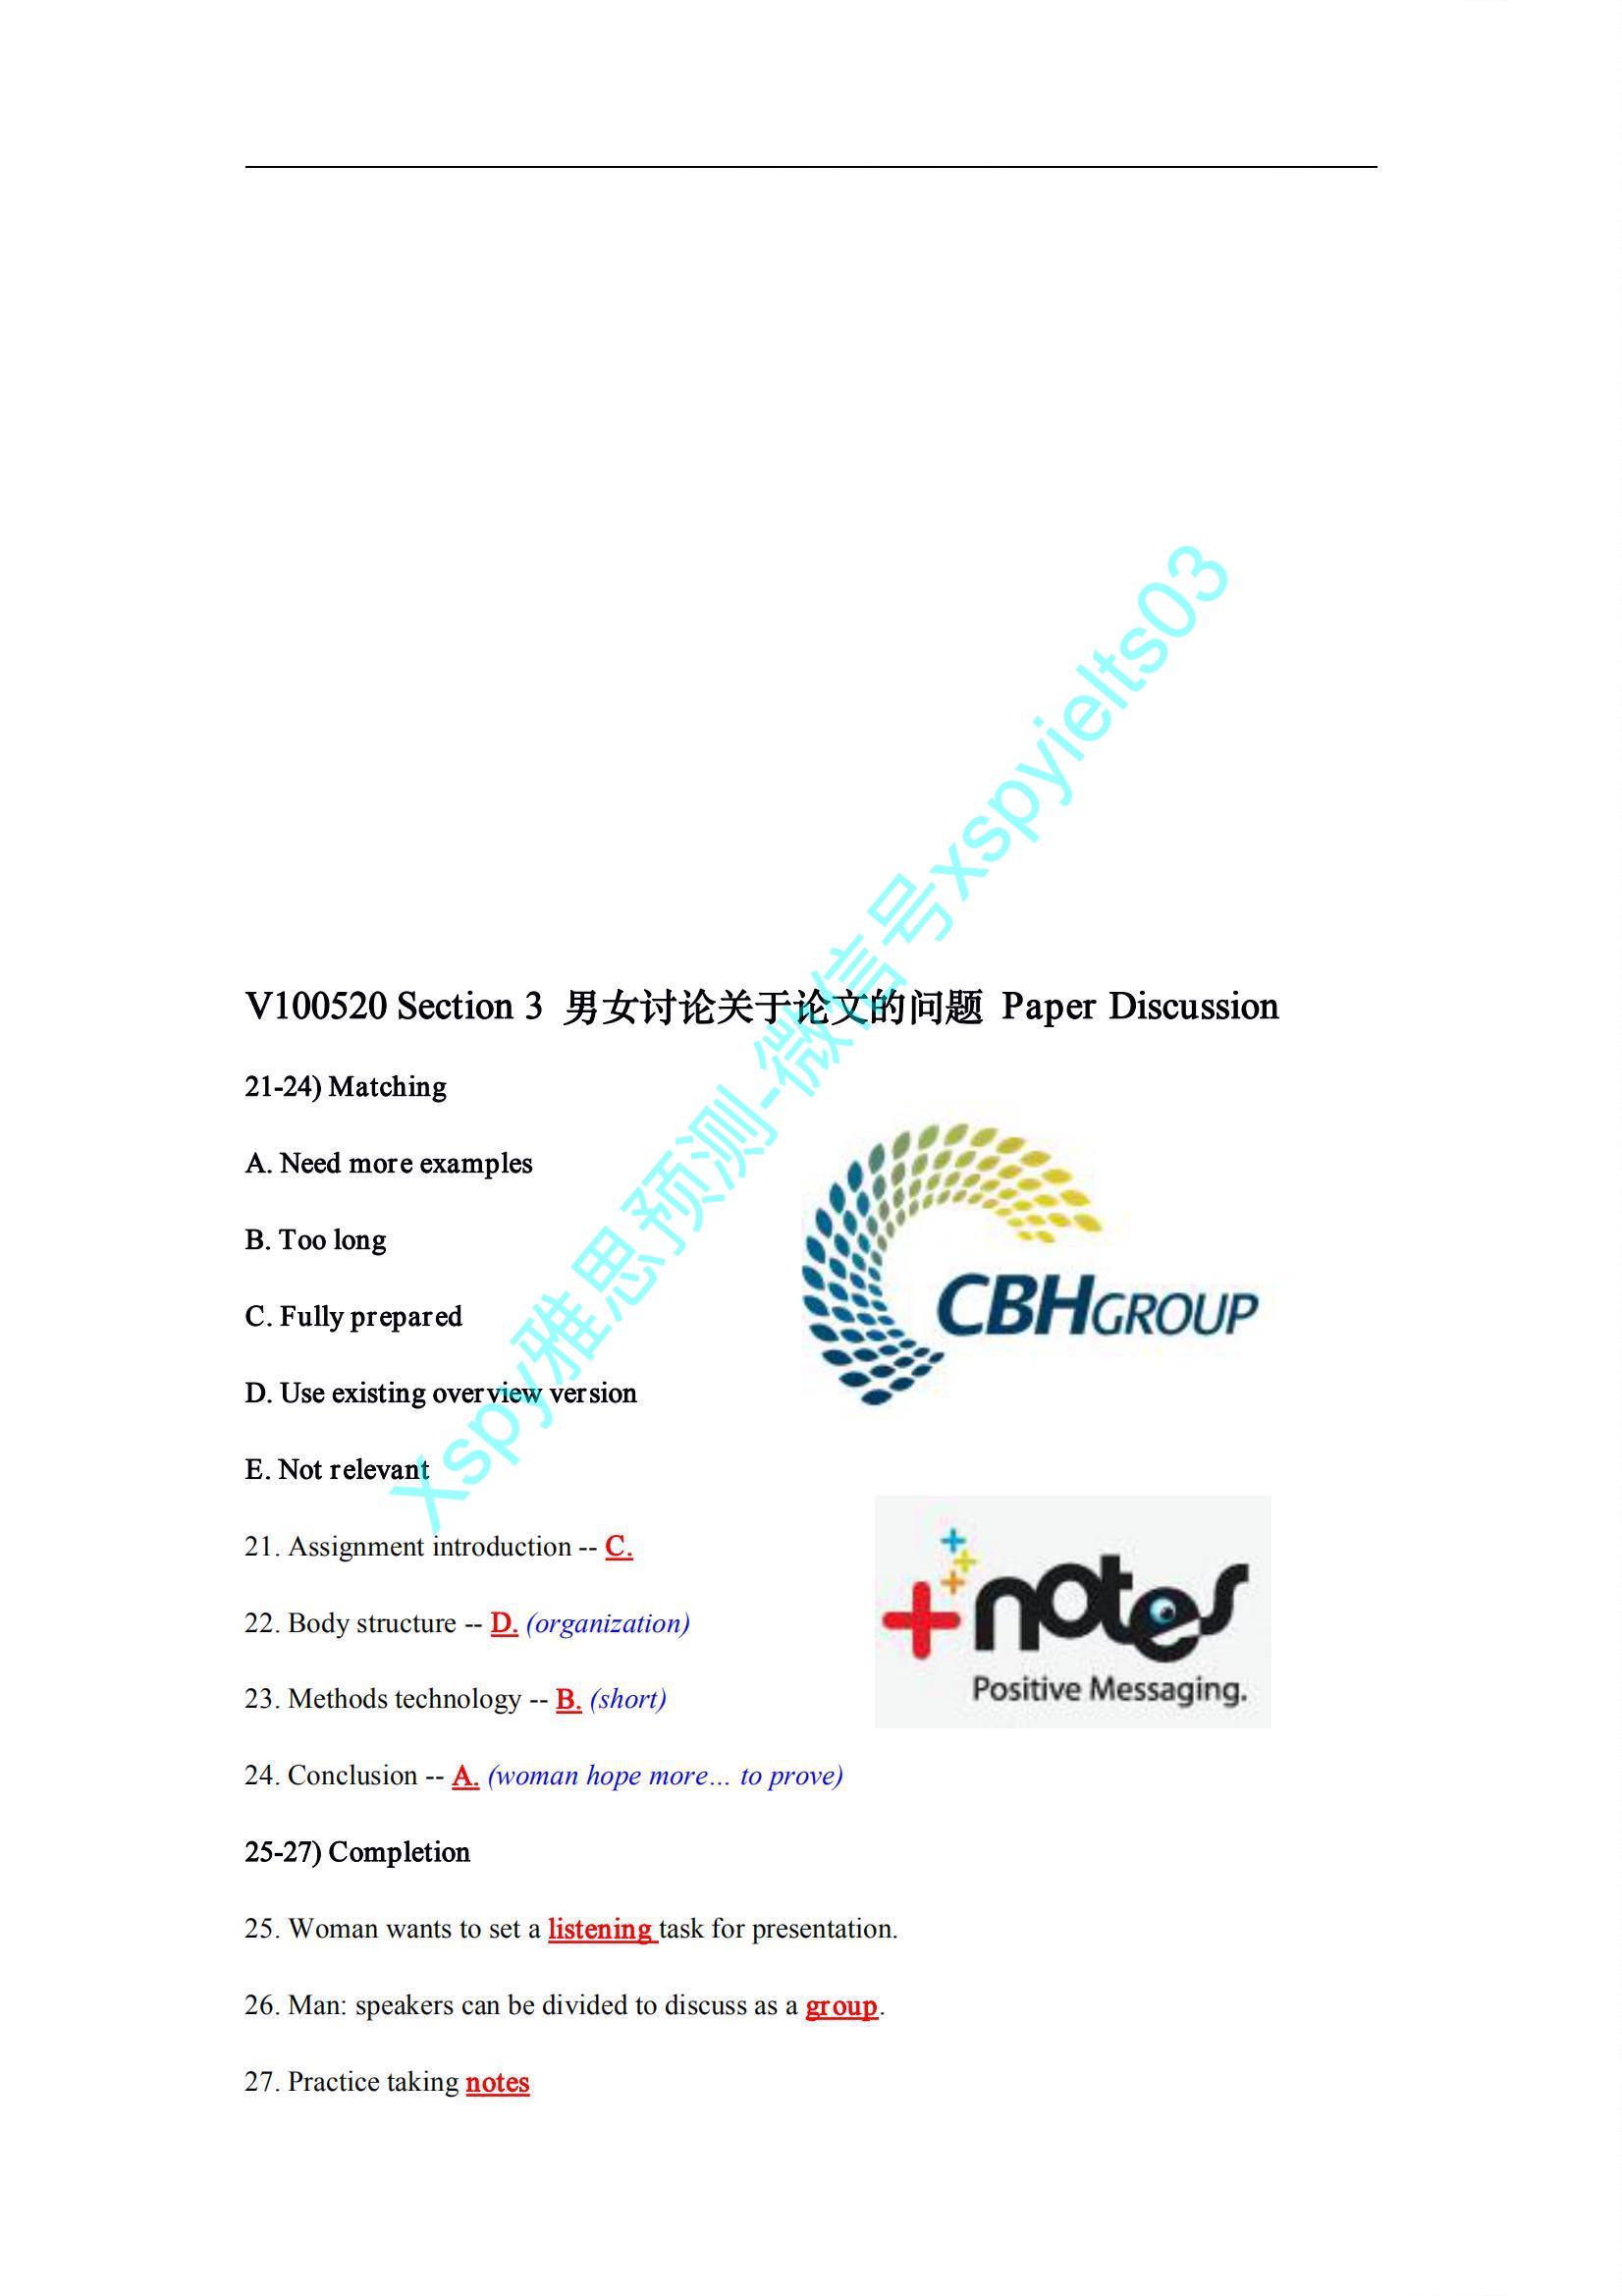 V100520 Section 3 男女讨论关于论文的问题 Paper Discussion
21-24) Matching
A. Need more examples
B. Too long
C. Fully prepared
D. Use existing overview version
E. Not relevant
CBHGROUP
21. Assignment introduction -- C.
22. Body structure -- D. (organization)
23. Methods technology -- B. (short)
24. Conclusion -- A. (woman hope more… to prove)
+notes
Positive Messaging.
25-27) Completion
25. Woman wants to set a listening task for presentation.
26. Man: speakers can be divided to discuss as a group.
27. Practice taking notes
Xspy雅思预测-微信号xspyielts03